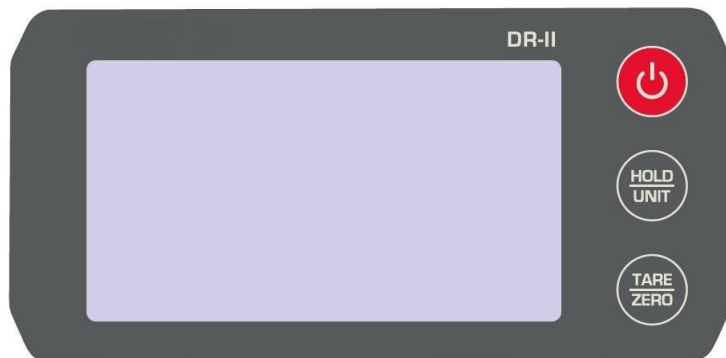 DR-II
HOLD
UNIT
TARE
ZERO